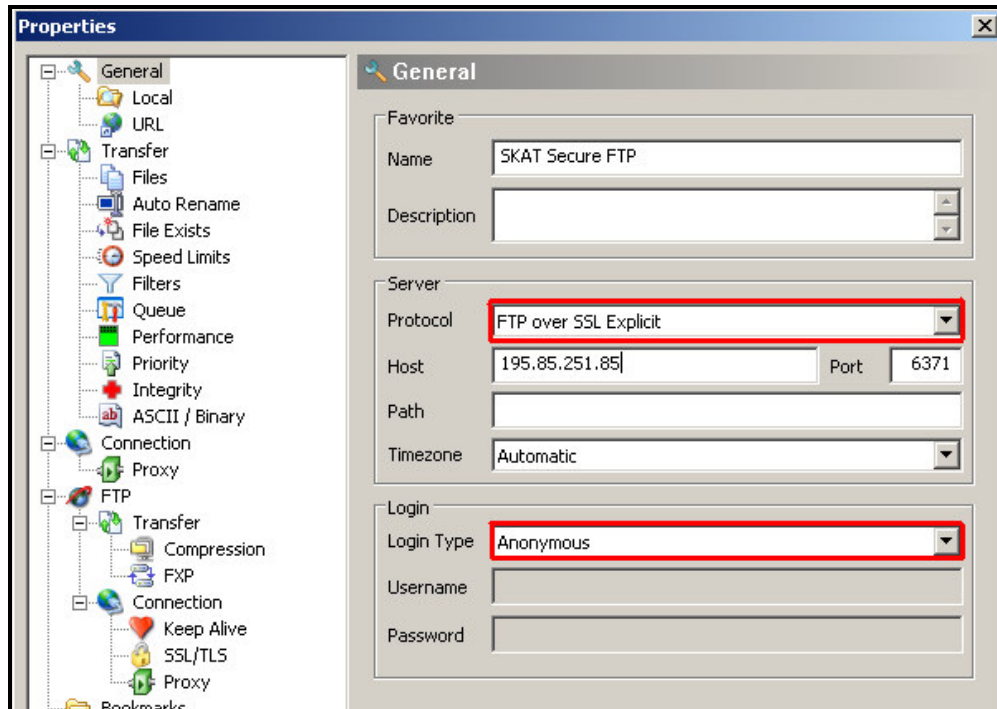 Properties
General
Local
URL
Transfer
Files
Auto Rename
File Exists
Speed Limits
Filters
Queue
Performance
Priority
Integrity
ab ASCII / Binary
Connection
Proxy
FTP
Transfer
Compression
FXP
Connection
Keep Alive
SSL/TLS
Proxy
Bookmarks
General
Favorite
Name SKAT Secure FTP
Description
Server
Protocol FTP over SSL Explicit
Host 195.85.251.85 Port 6371
Path
Timezone Automatic
Login
Login Type Anonymous
Username
Password